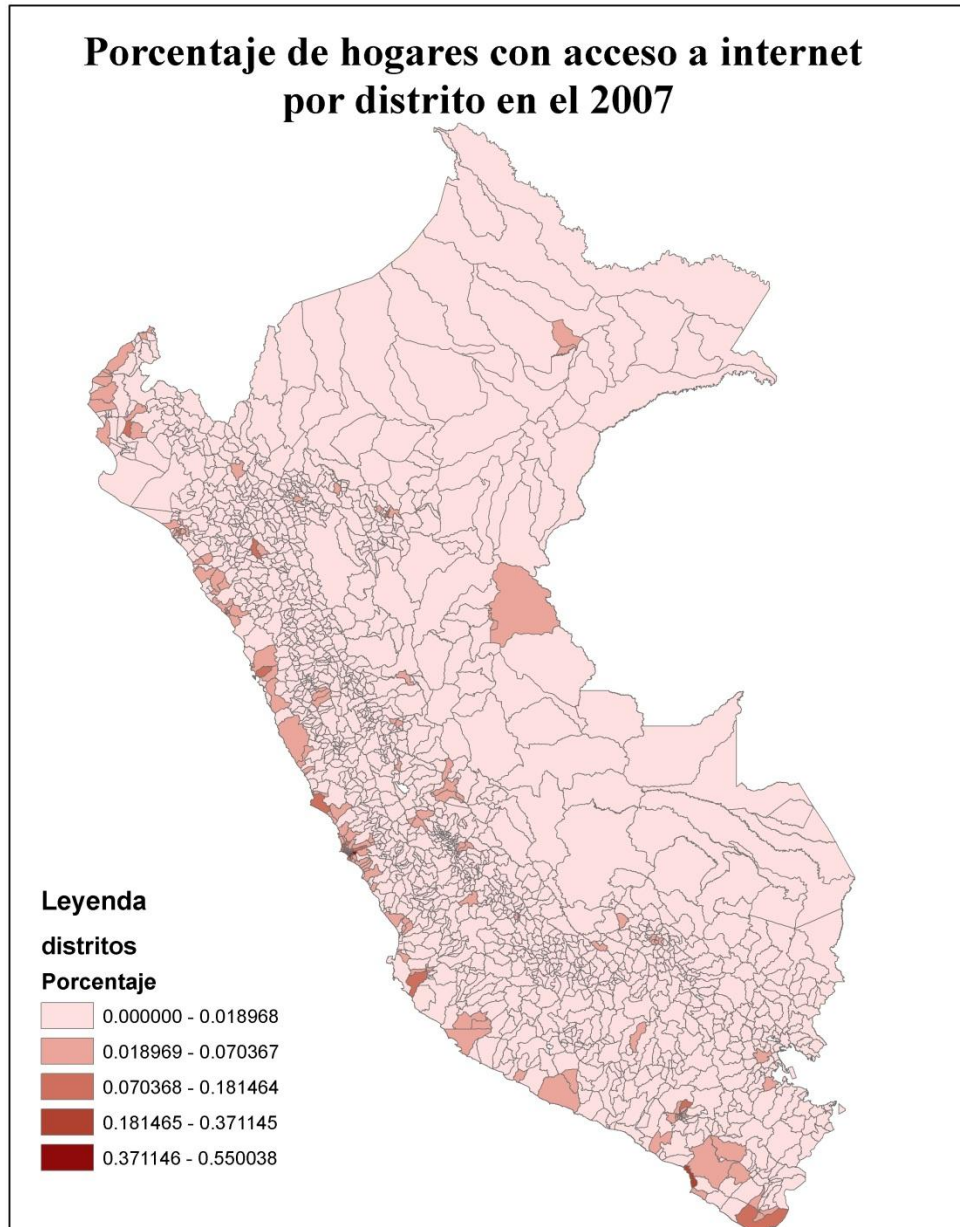 Porcentaje de hogares con acceso a internet
por distrito en el 2007
Leyenda
distritos
Porcentaje
0.000000 - 0.018968
0.018969 - 0.070367
0.070368 - 0.181464
0.181465 - 0.371145
0.371146 - 0.550038